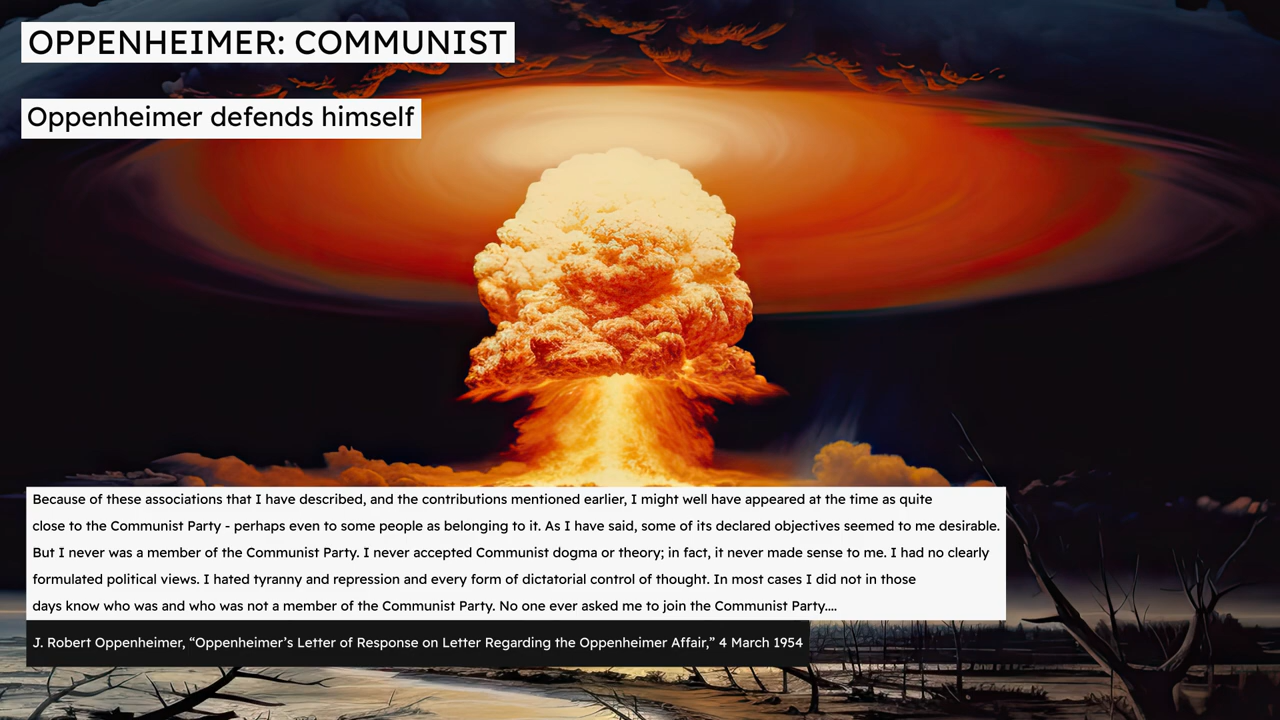 OPPENHEIMER: COMMUNIST
Oppenheimer defends himself
Because of these associations that I have described, and the contributions mentioned earlier, I might well have appeared at the time as quite
close to the Communist Party - perhaps even to some people as belonging to it. As I have said, some of its declared objectives seemed to me desirable.
But I never was a member of the Communist Party. I never accepted Communist dogma or theory; in fact, it never made sense to me. I had no clearly
formulated political views. I hated tyranny and repression and every form of dictatorial control of thought. In most cases I did not in those
days know who was and who was not a member of the Communist Party. No one ever asked me to join the Communist Party....
J. Robert Oppenheimer, “Oppenheimer’s Letter of Response on Letter Regarding the Oppenheimer Affair,” 4 March 1954